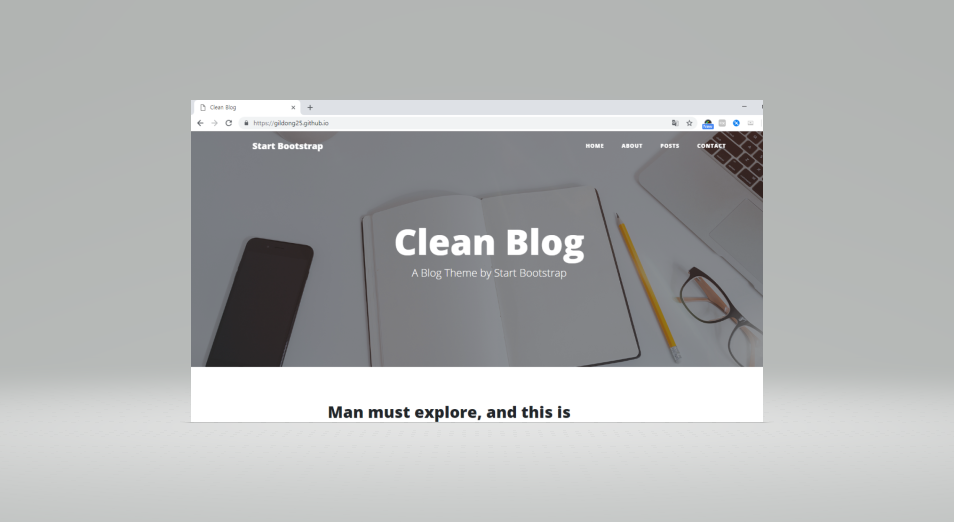 Clean Blog
https://gildong25.github.io
Start Bootstrap
HOME ABOUT POSTS CONTACT
Clean Blog
A Blog Theme by Start Bootstrap
Man must explore, and this is